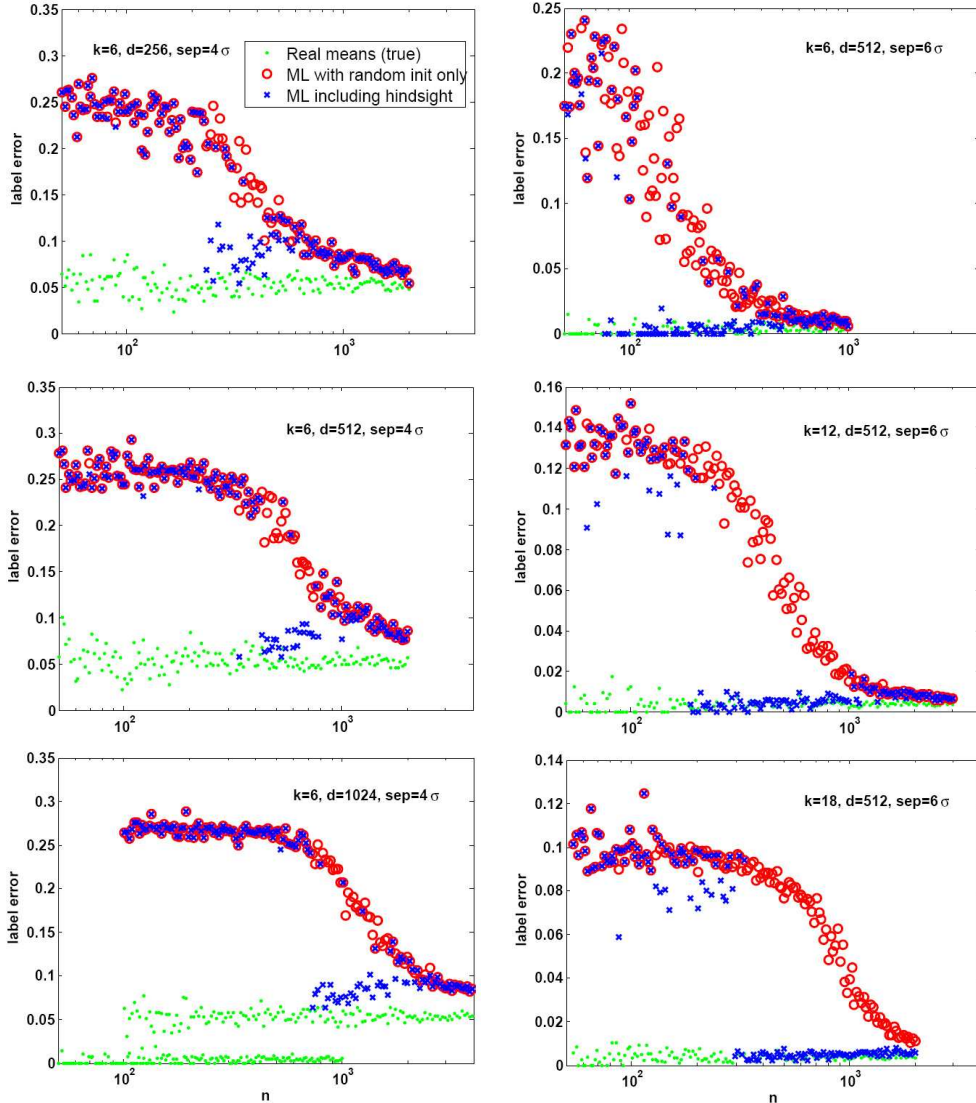 0.35
0.3
0.25
0.2
0.15
0.1
0.05
0
label error
k=6, d=256, sep=4 σ
Real means (true)
ML with random init only
ML including hindsight
10²
10³
n
0.25
0.2
0.15
0.1
0.05
0
label error
k=6, d=512, sep=6 σ
10²
10³
n
0.35
0.3
0.25
0.2
0.15
0.1
0.05
0
label error
k=6, d=512, sep=4 σ
10²
10³
n
0.16
0.14
0.12
0.1
0.08
0.06
0.04
0.02
0
label error
k=12, d=512, sep=6 σ
10²
10³
n
0.35
0.3
0.25
0.2
0.15
0.1
0.05
0
label error
k=6, d=1024, sep=4 σ
10²
10³
n
0.14
0.12
0.1
0.08
0.06
0.04
0.02
0
label error
k=18, d=512, sep=6 σ
10²
10³
n